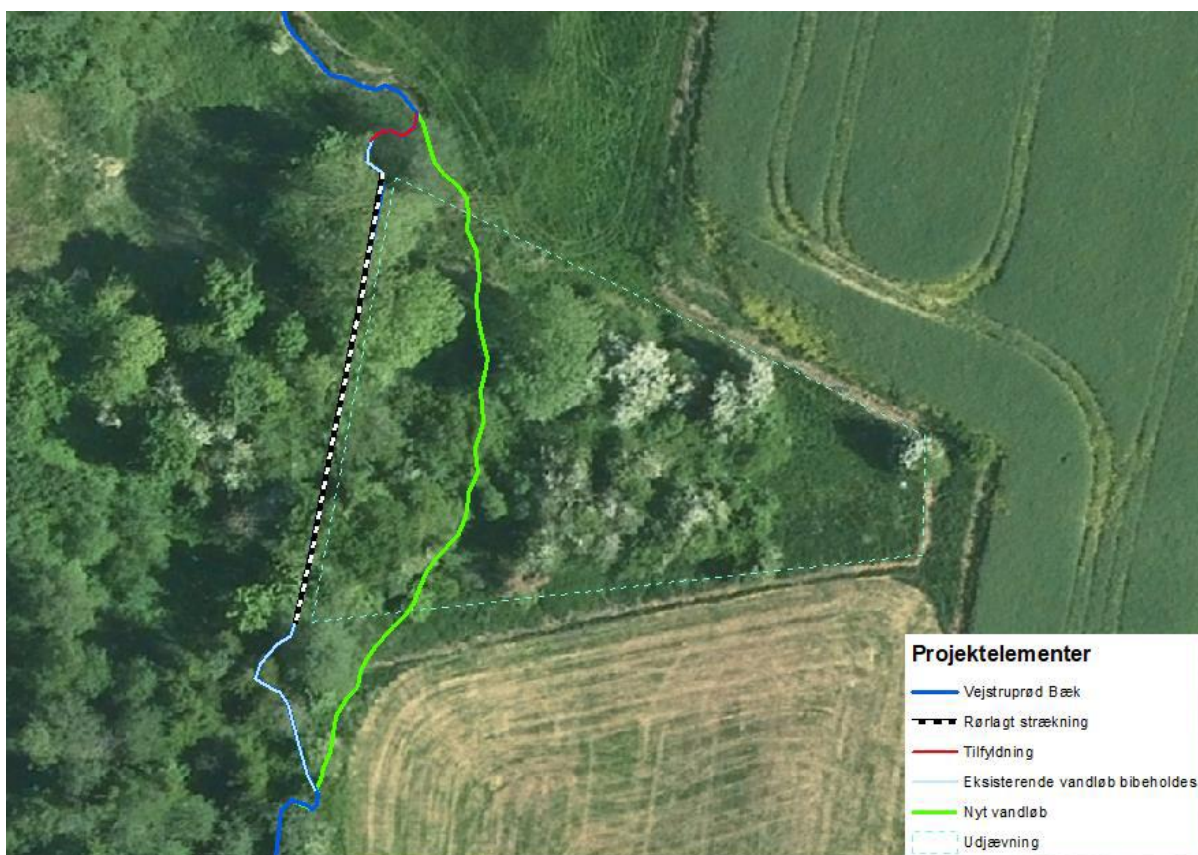 Projektelementer
Vejstruprød Bæk
Rørlagt strækning
Tilfyldning
Eksisterende vandløb bibeholdes
Nyt vandløb
Udjævning